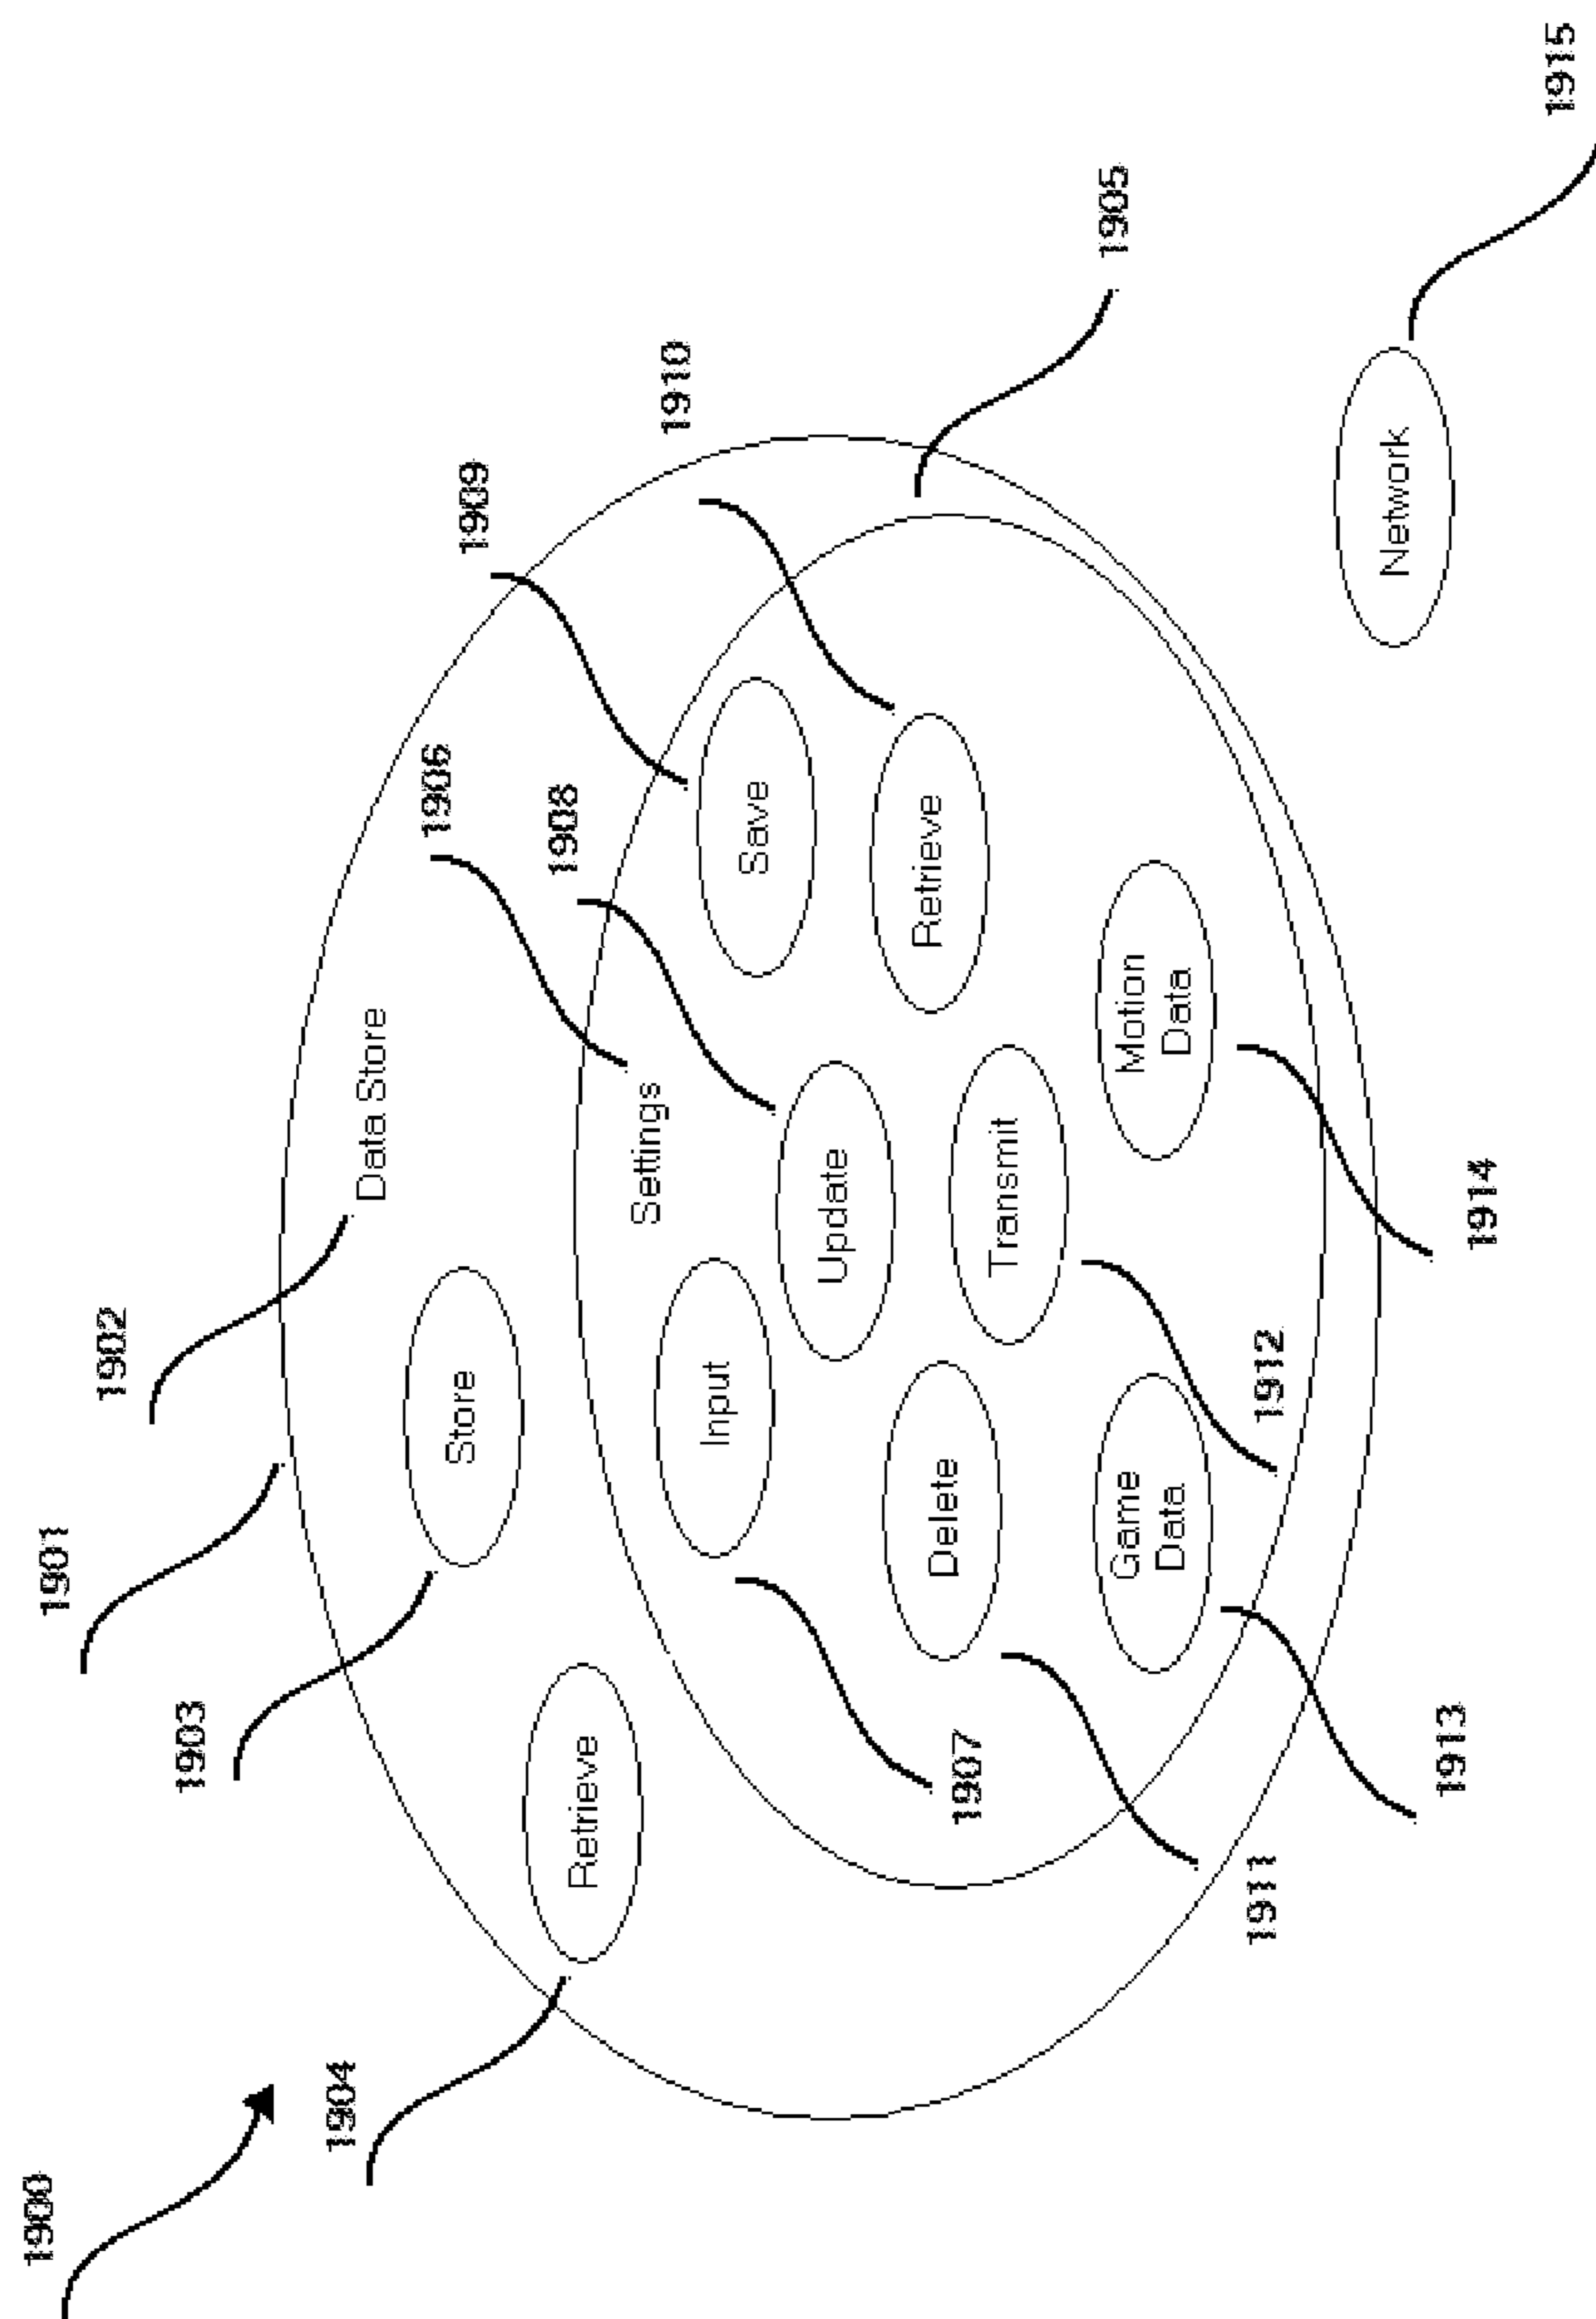 1900
1901
1902
Data Store
1903
Store
1904
Retrieve
1905
1906
Settings
1907
Input
1908
Update
1909
Save
1910
Retrieve
1911
Delete
1912
Transmit
1913
Game
Data
1914
Motion
Data
1915
Network